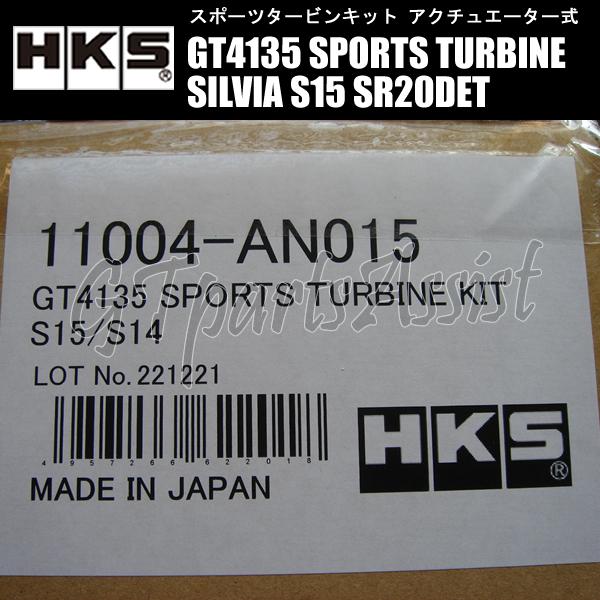 HKS®
スポーツタービンキット アクチュエーター式
GT4135 SPORTS TURBINE
SILVIA S15 SR20DET
11004-AN015
GTpartsAssist
GT4135 SPORTS TURBINE KIT
S15/S14
LOT No. 221221
4957266622018
MADE IN JAPAN
HKS®